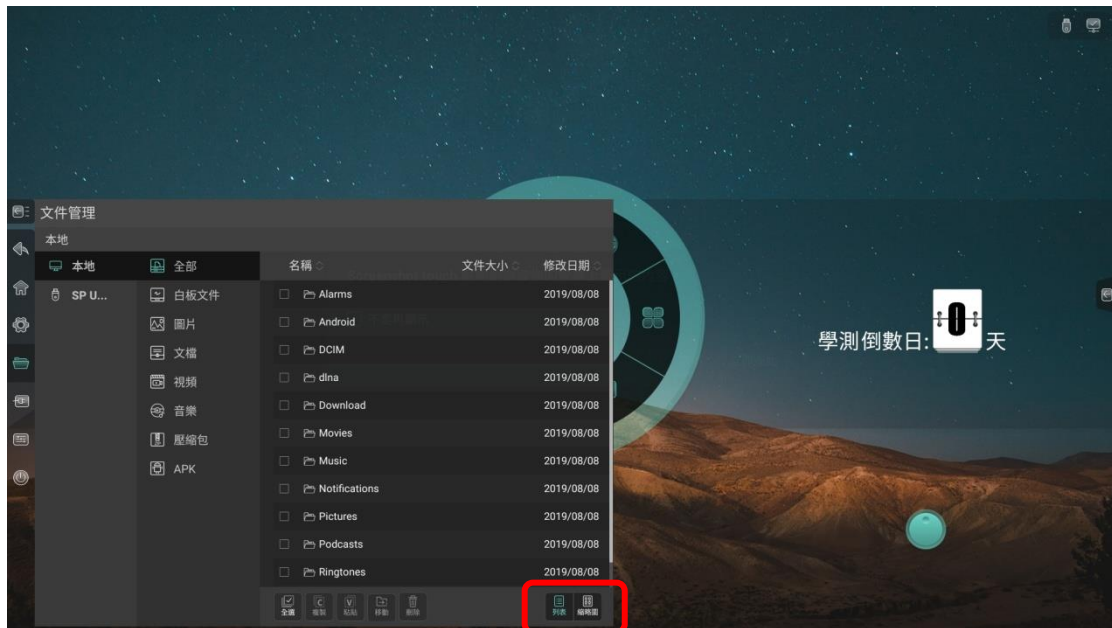 文件管理
本地
本地
SP U...
全部
白板文件
圖片
文檔
視頻
音樂
壓縮包
APK
名稱 文件大小 修改日期
Alarms 2019/08/08
Android 2019/08/08
DCIM 2019/08/08
dlna 2019/08/08
Download 2019/08/08
Movies 2019/08/08
Music 2019/08/08
Notifications 2019/08/08
Pictures 2019/08/08
Podcasts 2019/08/08
Ringtones 2019/08/08
全選 複製 粘貼 移動 刪除 列表 縮略圖
學測倒數日: 0 天